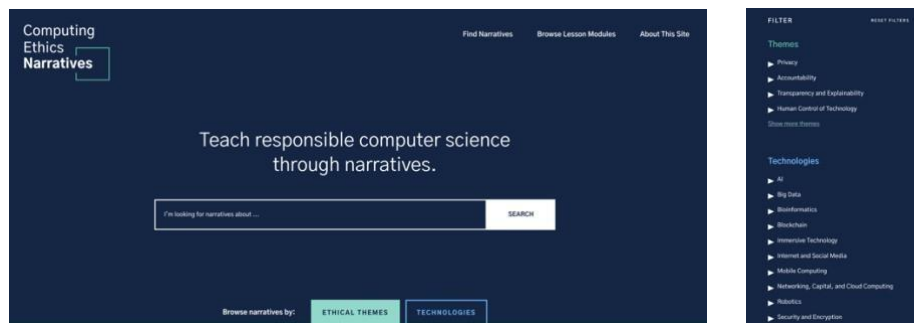 Computing
Ethics
Narratives
Find Narratives
Browse Lesson Modules
About This Site
Teach responsible computer science
through narratives.
I'm looking for narratives about ...
SEARCH
Browse narratives by:
ETHICAL THEMES
TECHNOLOGIES
FILTER
RESET FILTERS
Themes
Privacy
Accountability
Transparency and Explainability
Human Control of Technology
Show more themes
Technologies
AI
Big Data
Bioinformatics
Blockchain
Immersive Technology
Internet and Social Media
Mobile Computing
Networking, Capital, and Cloud Computing
Robotics
Security and Encryption